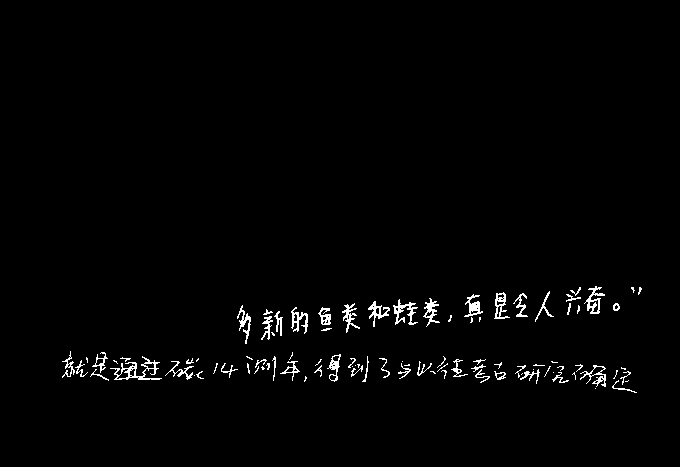 多新的鱼类和蛙类，真是令人兴奋。”
就是通过碳14测年，得到了与以往考古研究确定